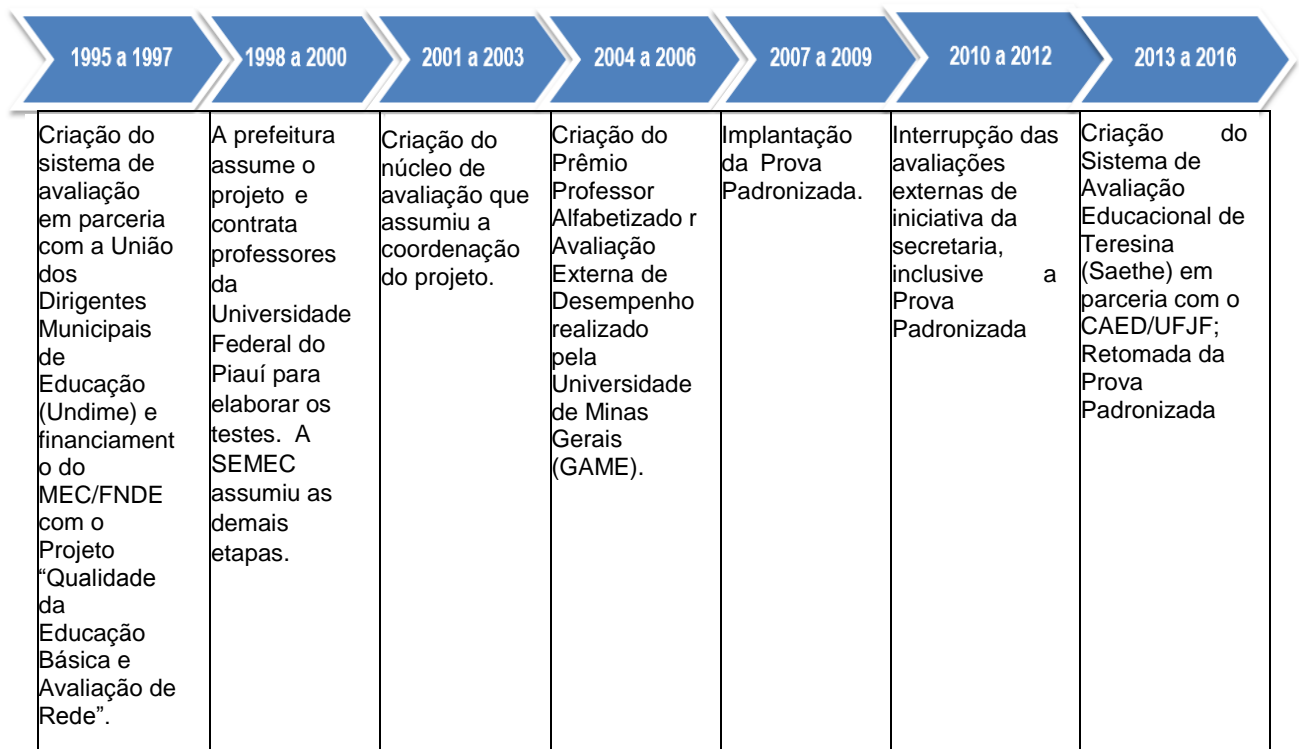 1995 a 1997
1998 a 2000
2001 a 2003
2004 a 2006
2007 a 2009
2010 a 2012
2013 a 2016
Criação do
sistema de
avaliação
em parceria
com a União
dos
Dirigentes
Municipais
de
Educação
(Undime) e
financiament
o do
MEC/FNDE
com o
Projeto
“Qualidade
da
Educação
Básica e
Avaliação de
Rede”.
A prefeitura
assume o
projeto e
contrata
professores
da
Universidade
Federal do
Piauí para
elaborar os
testes. A
SEMEC
assumiu as
demais
etapas.
Criação do
núcleo de
avaliação que
assumiu a
coordenação
do projeto.
Criação do
Prêmio
Professor
Alfabetizado r
Avaliação
Externa de
Desempenho
realizado
pela
Universidade
de Minas
Gerais
(GAME).
Implantação
da Prova
Padronizada.
Interrupção das
avaliações
externas de
iniciativa da
secretaria,
inclusive a
Prova
Padronizada
Criação do
Sistema de
Avaliação
Educacional de
Teresina
(Saethe) em
parceria com o
CAED/UFJF;
Retomada da
Prova
Padronizada